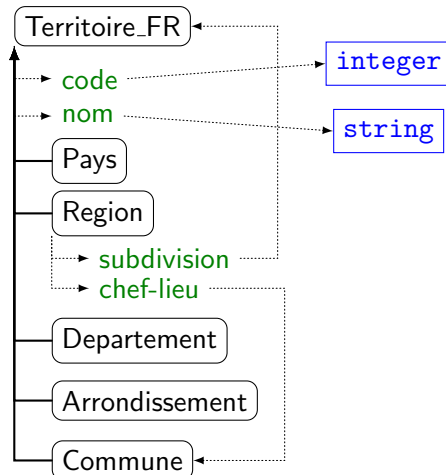 Territoire_FR
code
integer
nom
string
Pays
Region
subdivision
chef-lieu
Departement
Arrondissement
Commune